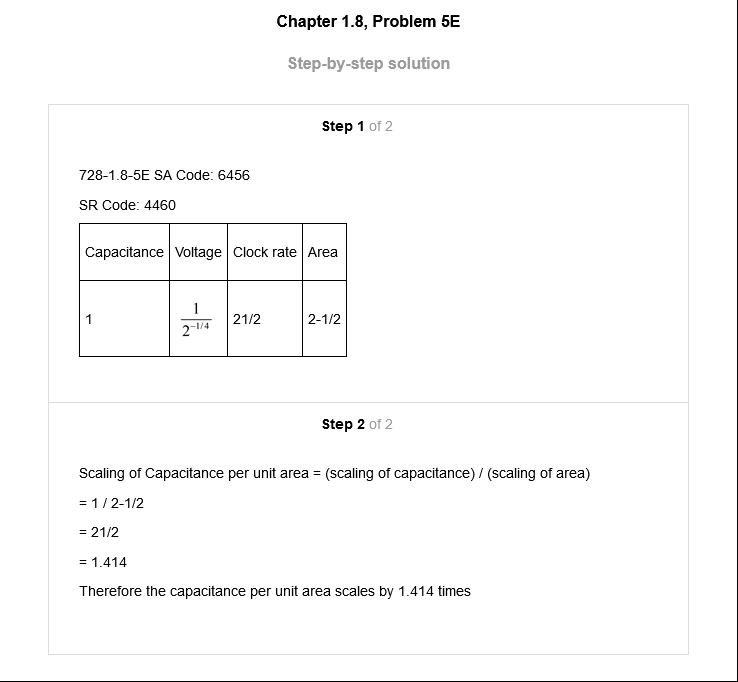 Chapter 1.8, Problem 5E
Step-by-step solution
Step 1 of 2
728-1.8-5E SA Code: 6456
SR Code: 4460
Capacitance Voltage Clock rate Area
1 1/2^-1/4 21/2 2-1/2
Step 2 of 2
Scaling of Capacitance per unit area = (scaling of capacitance) / (scaling of area)
= 1 / 2-1/2
= 21/2
= 1.414
Therefore the capacitance per unit area scales by 1.414 times